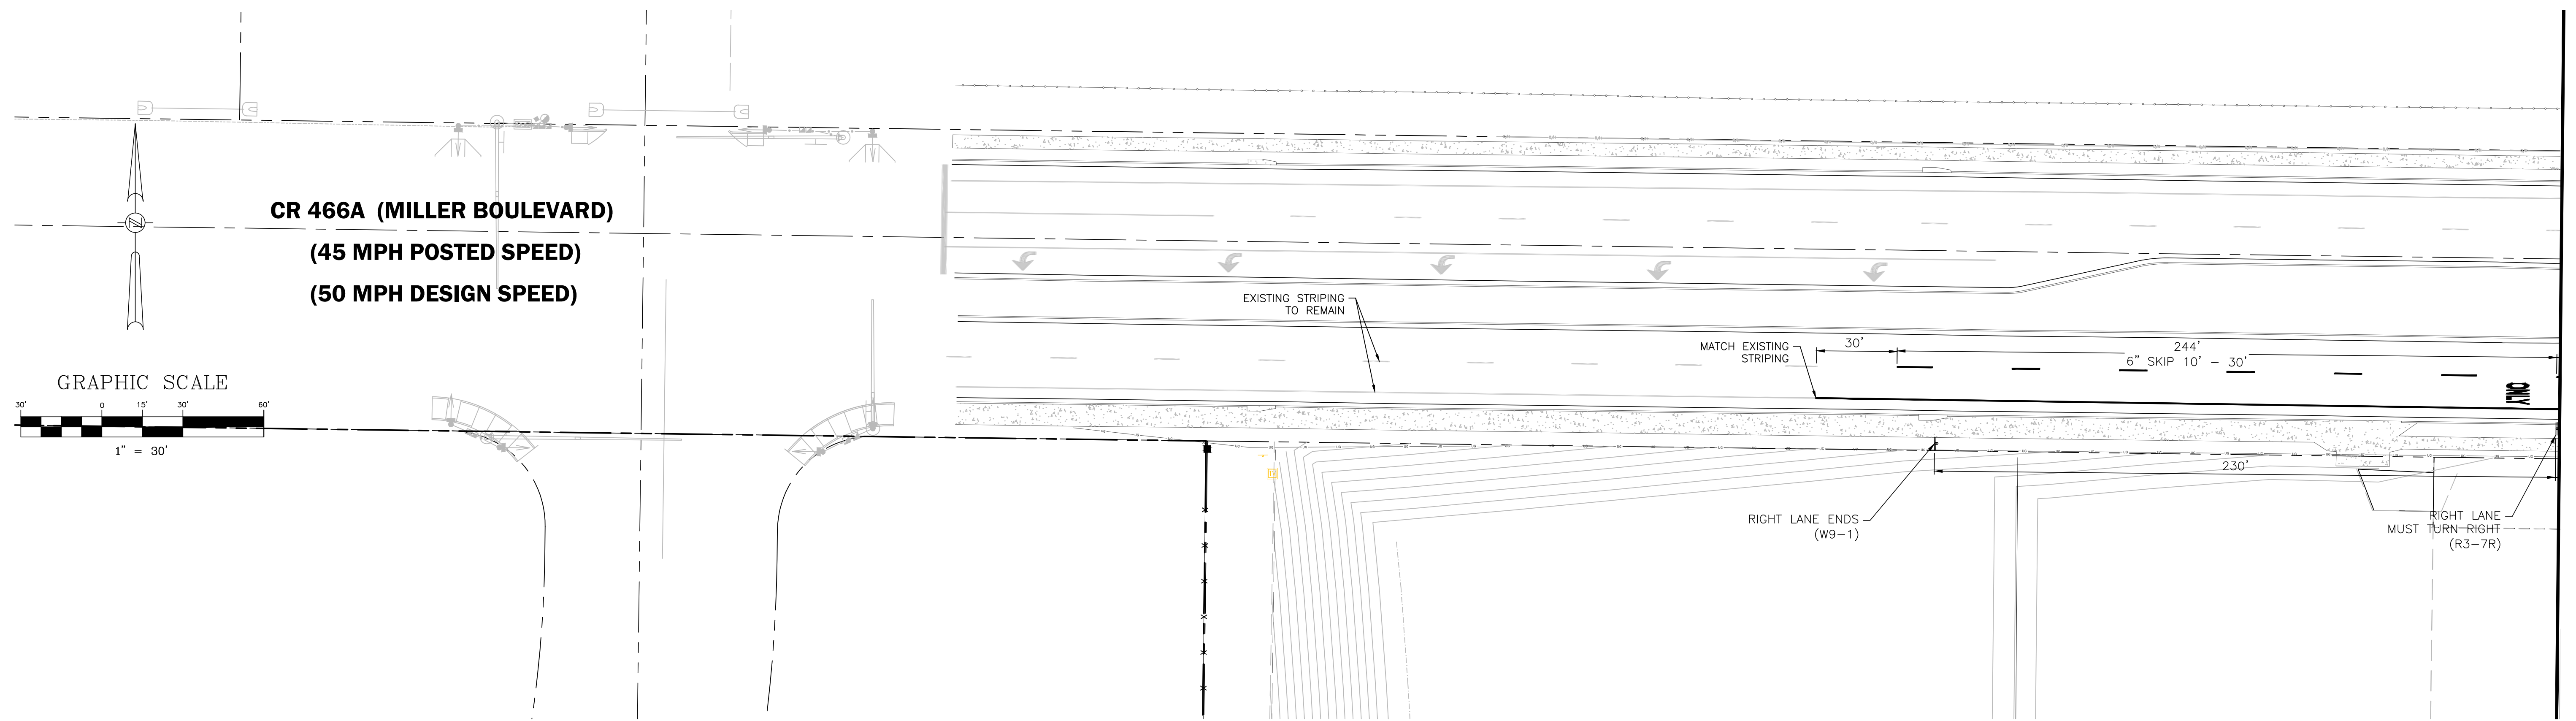 CR 466A (MILLER BOULEVARD)
(45 MPH POSTED SPEED)
(50 MPH DESIGN SPEED)
GRAPHIC SCALE
30' 0 15' 30' 60'
1" = 30'
EXISTING STRIPING
TO REMAIN
MATCH EXISTING
STRIPING
30'
244'
6" SKIP 10' - 30'
ONLY
230'
RIGHT LANE ENDS
(W9-1)
RIGHT LANE
MUST TURN RIGHT
(R3-7R)